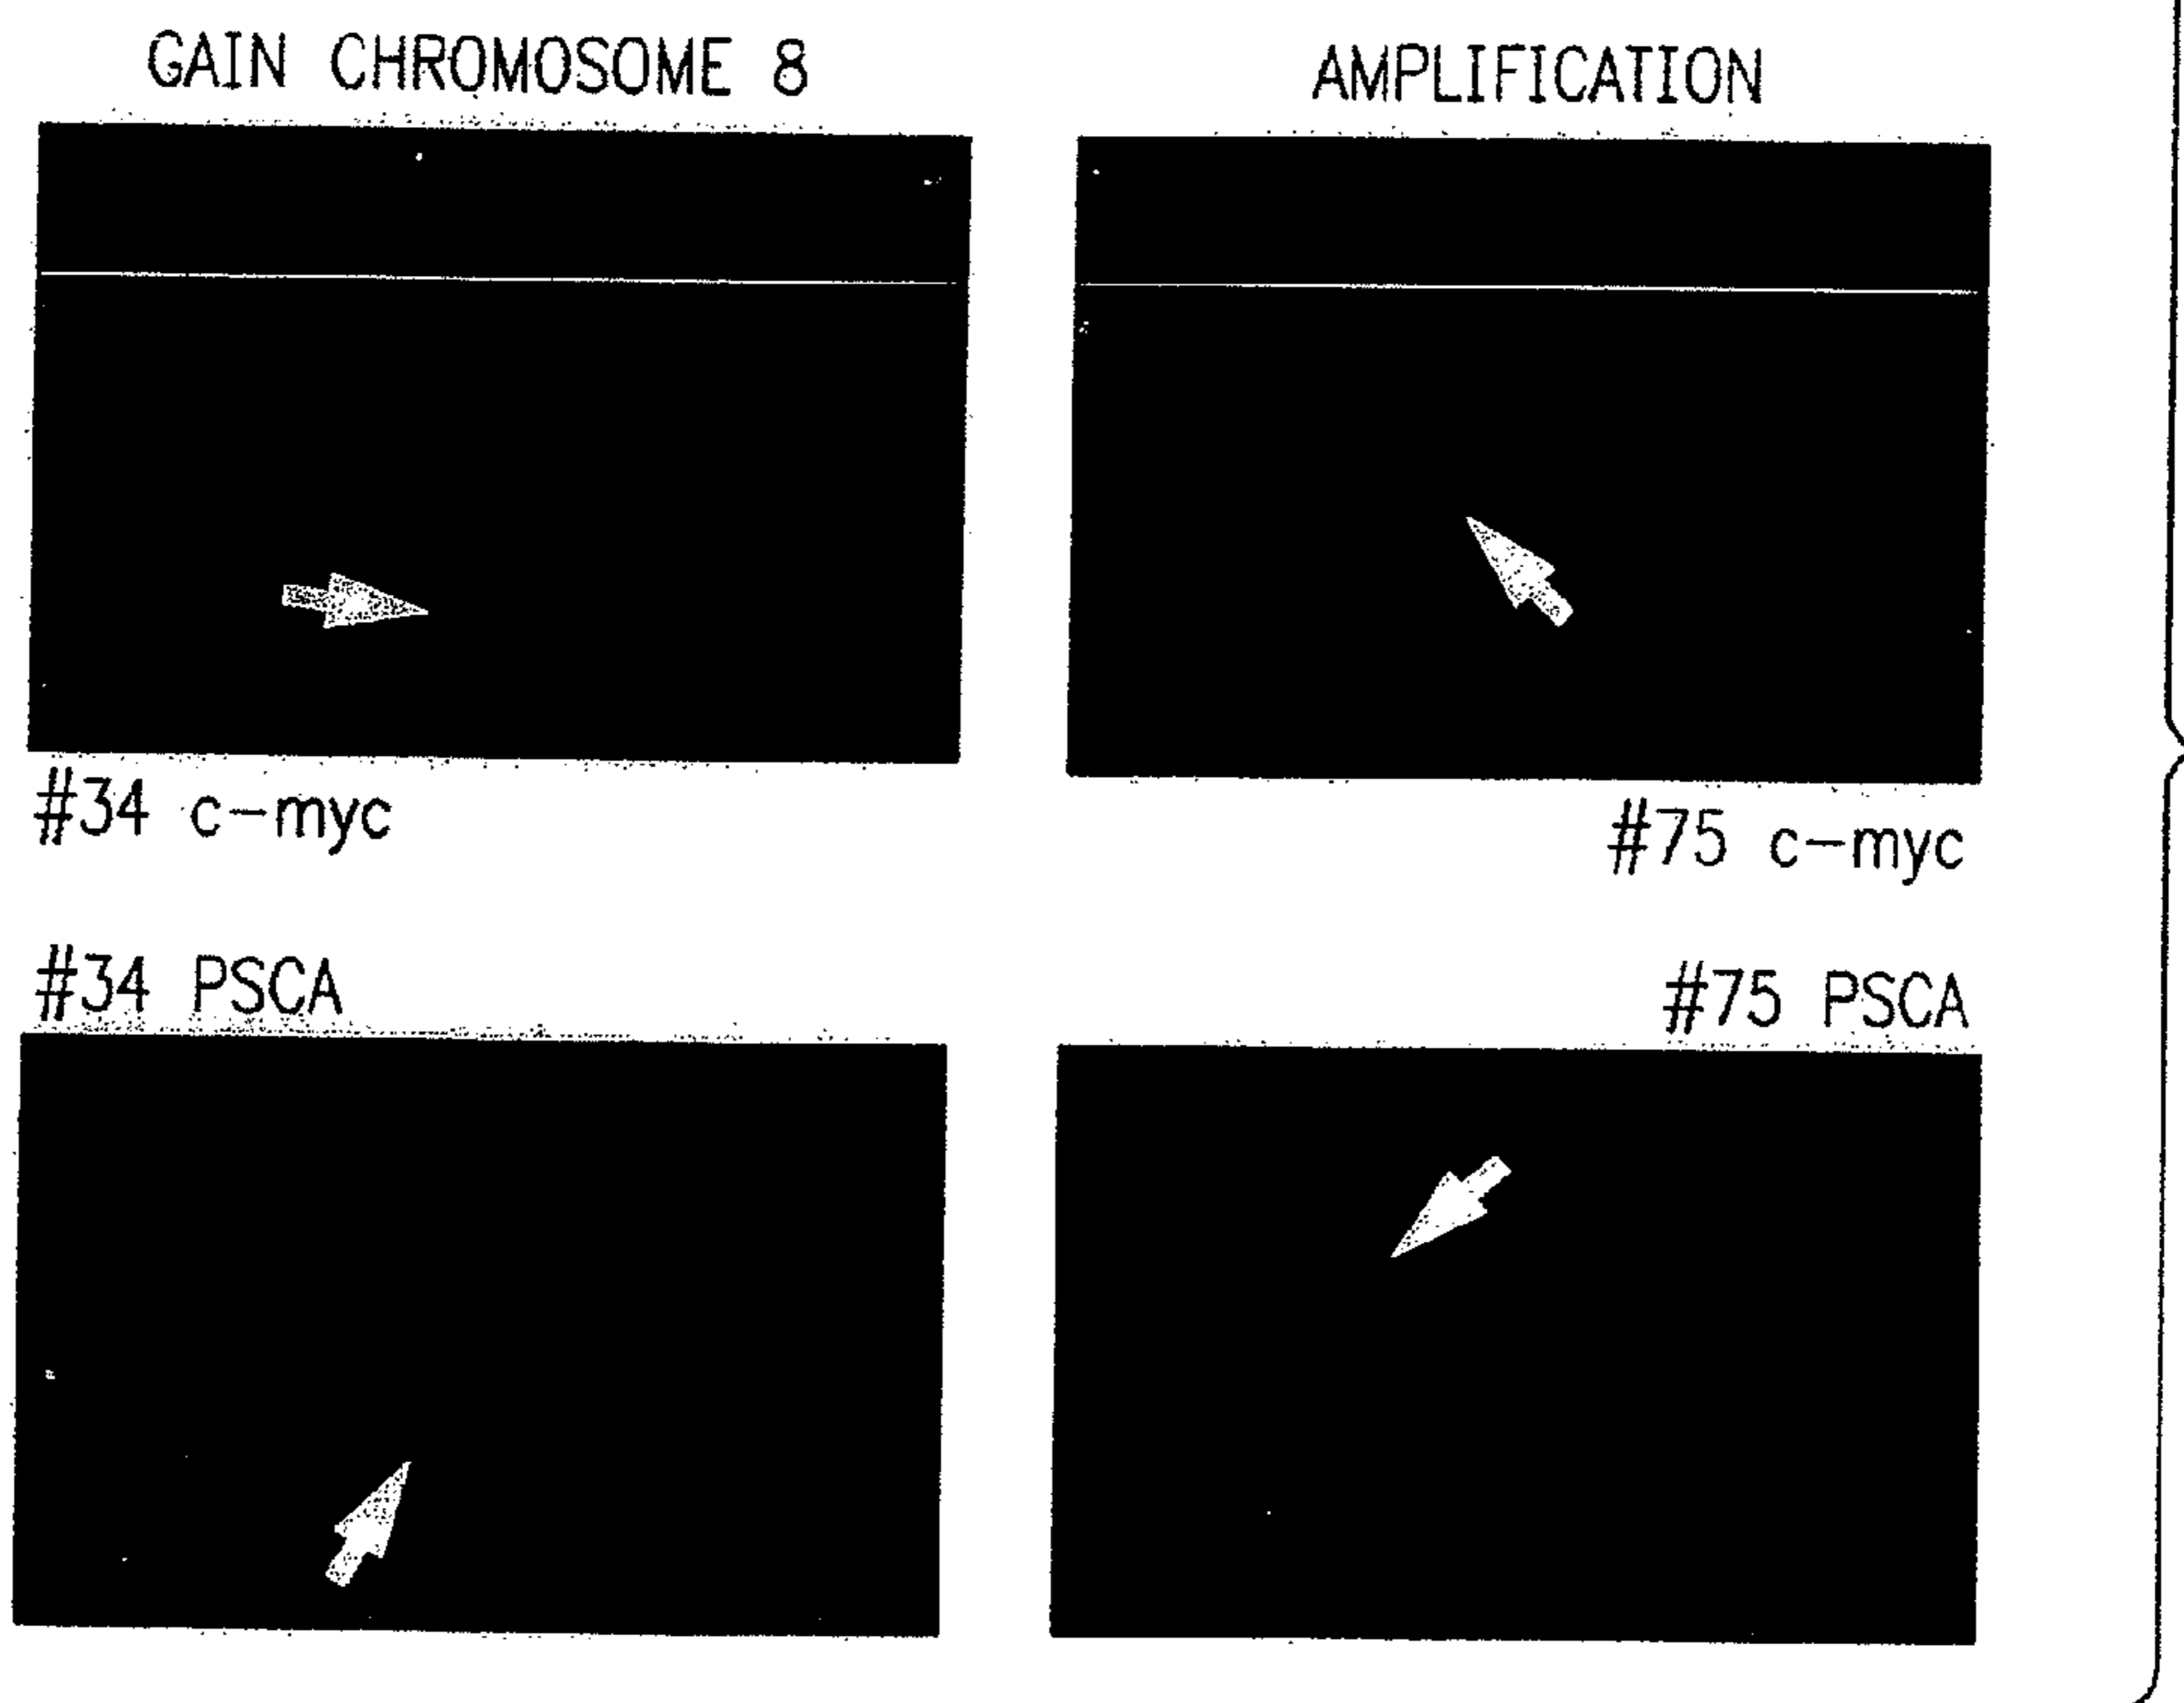 GAIN CHROMOSOME 8
AMPLIFICATION
#34 c-myc
#75 c-myc
#34 PSCA
#75 PSCA